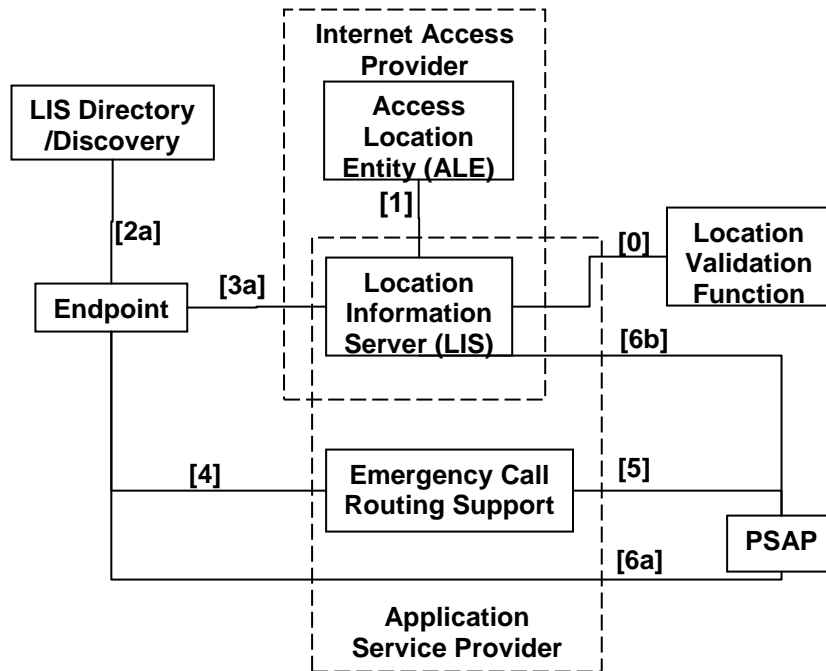 Internet Access
Provider
LIS Directory
/Discovery
Access
Location
Entity (ALE)
[1]
[2a]
[0]
Location
Validation
Function
[3a]
Endpoint
Location
Information
Server (LIS)
[6b]
[4]
Emergency Call
Routing Support
[5]
PSAP
[6a]
Application
Service Provider